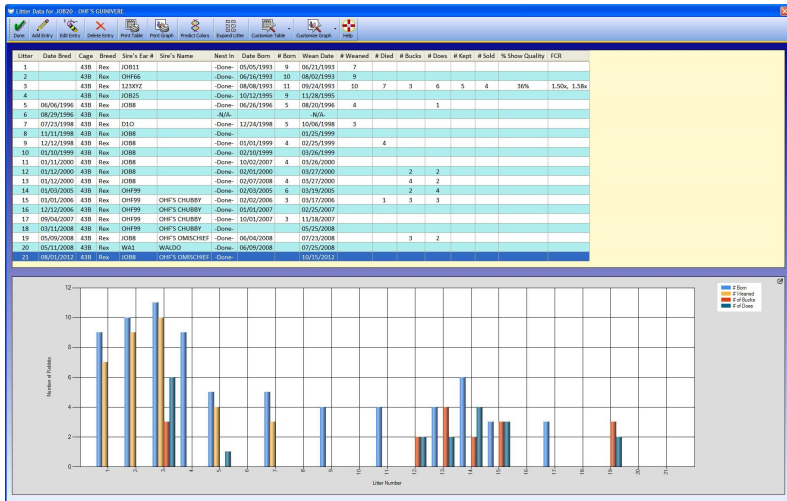 Litter Data for JOB20 - OHF'S GUINIVERE
Done Add Entry Edit Entry Delete Entry Print Table Print Graph Predict Colors Expand Litter Customize Table Customize Graph Help
Litter Date Bred Cage Breed Sire's Ear # Sire's Name Next In Date Born # Born Wean Date # Weaned # Died # Bucks # Does # Kept # Sold % Show Quality FCR
1 43B Rex JOB11 -Done- 05/05/1993 9 06/21/1993 7
2 43B Rex OHF66 -Done- 06/16/1993 10 08/02/1993 9
3 43B Rex 123XYZ -Done- 08/08/1993 11 09/24/1993 10 7 3 6 5 4 36% 1.50x, 1.58x
4 43B Rex JOB25 -Done- 10/12/1995 9 11/28/1995
5 06/06/1996 43B Rex JOB8 -Done- 06/26/1996 5 08/20/1996 4 1
6 08/29/1996 43B Rex -N/A- -N/A-
7 07/23/1998 43B Rex D1O -Done- 12/24/1998 5 10/06/1998 3
8 11/11/1998 43B Rex JOB8 -Done- 01/25/1999
9 12/12/1998 43B Rex JOB8 -Done- 01/01/1999 4 02/25/1999 4
10 01/10/1999 43B Rex JOB8 -Done- 02/10/1999 03/26/1999
11 01/11/2000 43B Rex JOB8 -Done- 10/02/2007 4 03/26/2000
12 01/12/2000 43B Rex JOB8 -Done- 02/01/2000 03/27/2000 2 2
13 01/12/2000 43B Rex JOB8 -Done- 02/07/2008 4 03/27/2000 4 2
14 01/03/2005 43B Rex OHF99 -Done- 02/03/2005 6 03/19/2005 2 4
15 01/01/2006 43B Rex OHF99 OHF'S CHUBBY -Done- 02/02/2006 3 03/17/2006 1 3 3
16 12/12/2006 43B Rex OHF99 OHF'S CHUBBY -Done- 01/01/2007 02/25/2007
17 09/04/2007 43B Rex OHF99 OHF'S CHUBBY -Done- 10/01/2007 3 11/18/2007
18 03/11/2008 43B Rex OHF99 OHF'S CHUBBY -Done- 05/25/2008
19 05/09/2008 43B Rex JOB8 OHF'S OMISCHIEF -Done- 06/04/2008 07/23/2008 3 2
20 05/11/2008 43B Rex WA1 WALDO -Done- 06/09/2008 07/25/2008
21 08/01/2012 43B Rex JOB8 OHF'S OMISCHIEF -Done- 10/15/2012
# Born
# Weaned
# of Bucks
# of Does
12
10
8
6
4
2
0
Number of Rabbits
1 2 3 4 5 6 7 8 9 10 11 12 13 14 15 16 17 18 19 20 21
Litter Number